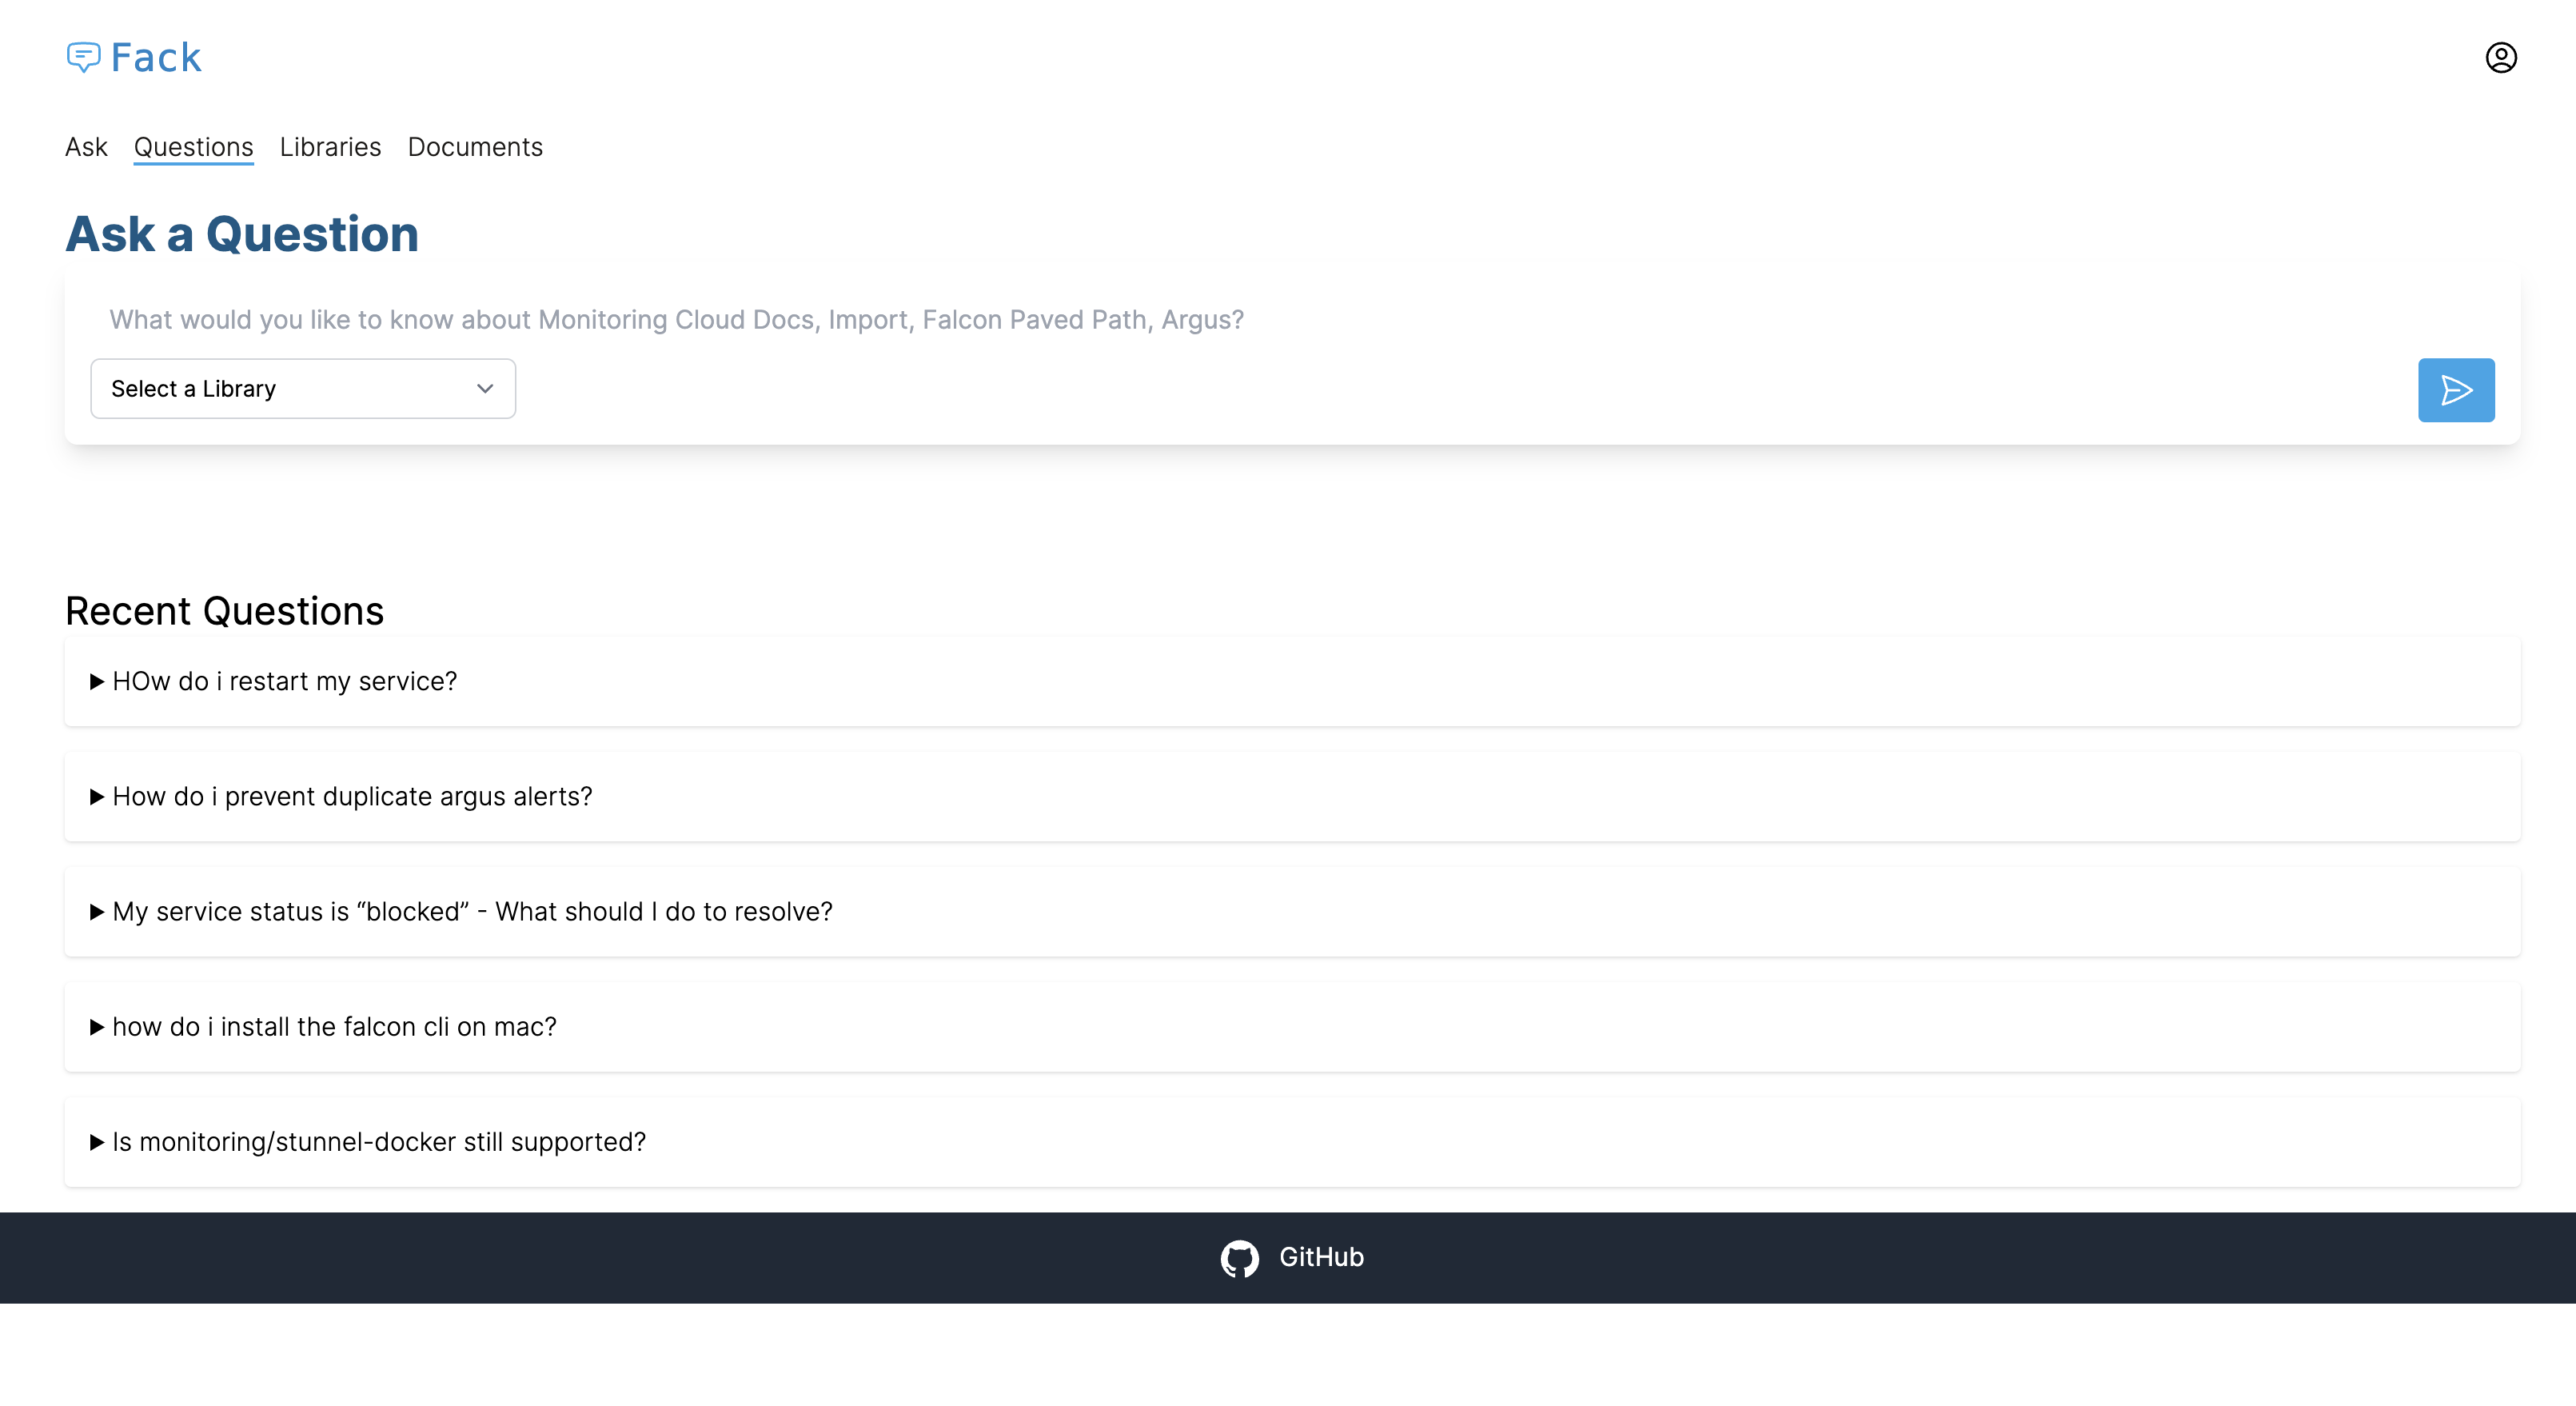 Fack
Ask Questions Libraries Documents
Ask a Question
What would you like to know about Monitoring Cloud Docs, Import, Falcon Paved Path, Argus?
Select a Library
Recent Questions
HOw do i restart my service?
How do i prevent duplicate argus alerts?
My service status is “blocked” - What should I do to resolve?
how do i install the falcon cli on mac?
Is monitoring/stunnel-docker still supported?
GitHub